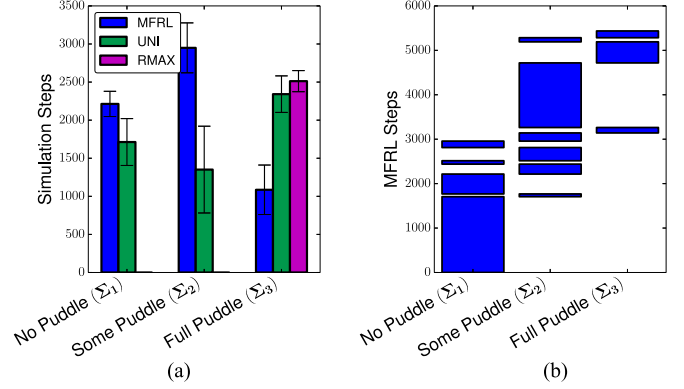 3500
3000
2500
2000
1500
1000
500
0
Simulation Steps
MFRL
UNI
RMAX
No Puddle (Σ1)
Some Puddle (Σ2)
Full Puddle (Σ3)
(a)
6000
5000
4000
3000
2000
1000
0
MFRL Steps
No Puddle (Σ1)
Some Puddle (Σ2)
Full Puddle (Σ3)
(b)